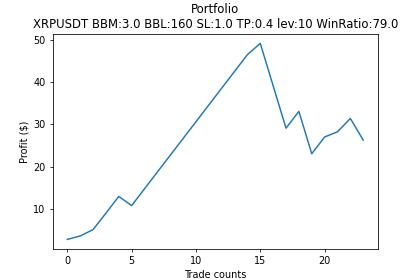 Portfolio
XRPUSDT BBM:3.0 BBL:160 SL:1.0 TP:0.4 lev:10 WinRatio:79.0
50
40
30
20
10
Profit ($)
0 5 10 15 20
Trade counts